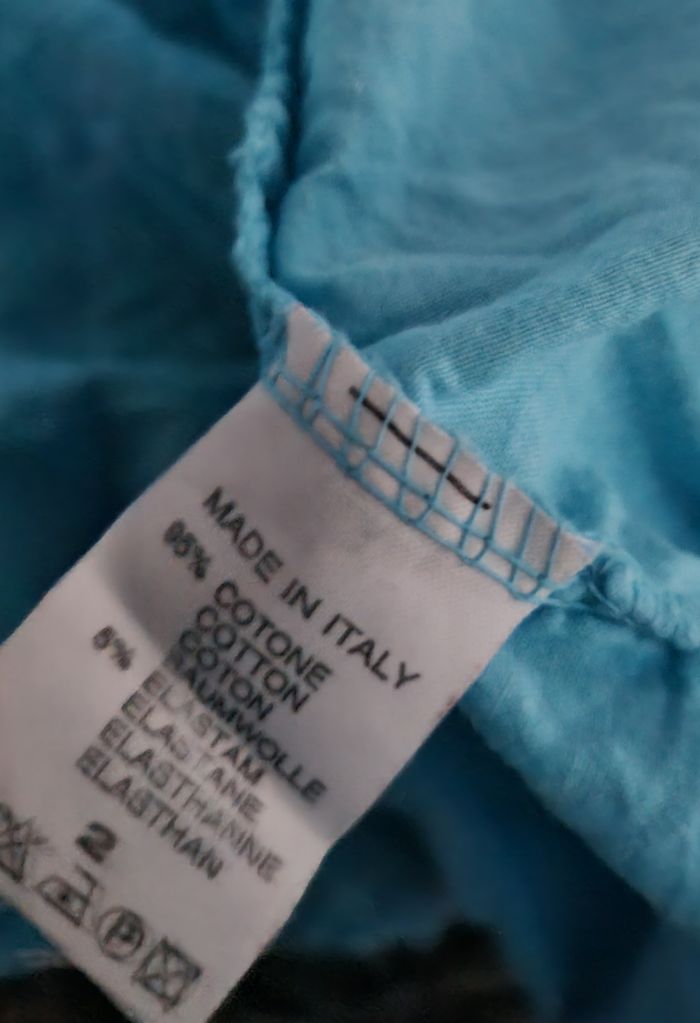 MADE IN ITALY
95% COTONE
COTTON
COTON
BAUMWOLLE
5% ELASTAM
ELASTANE
ELASTHANNE
ELASTHAN
2
P